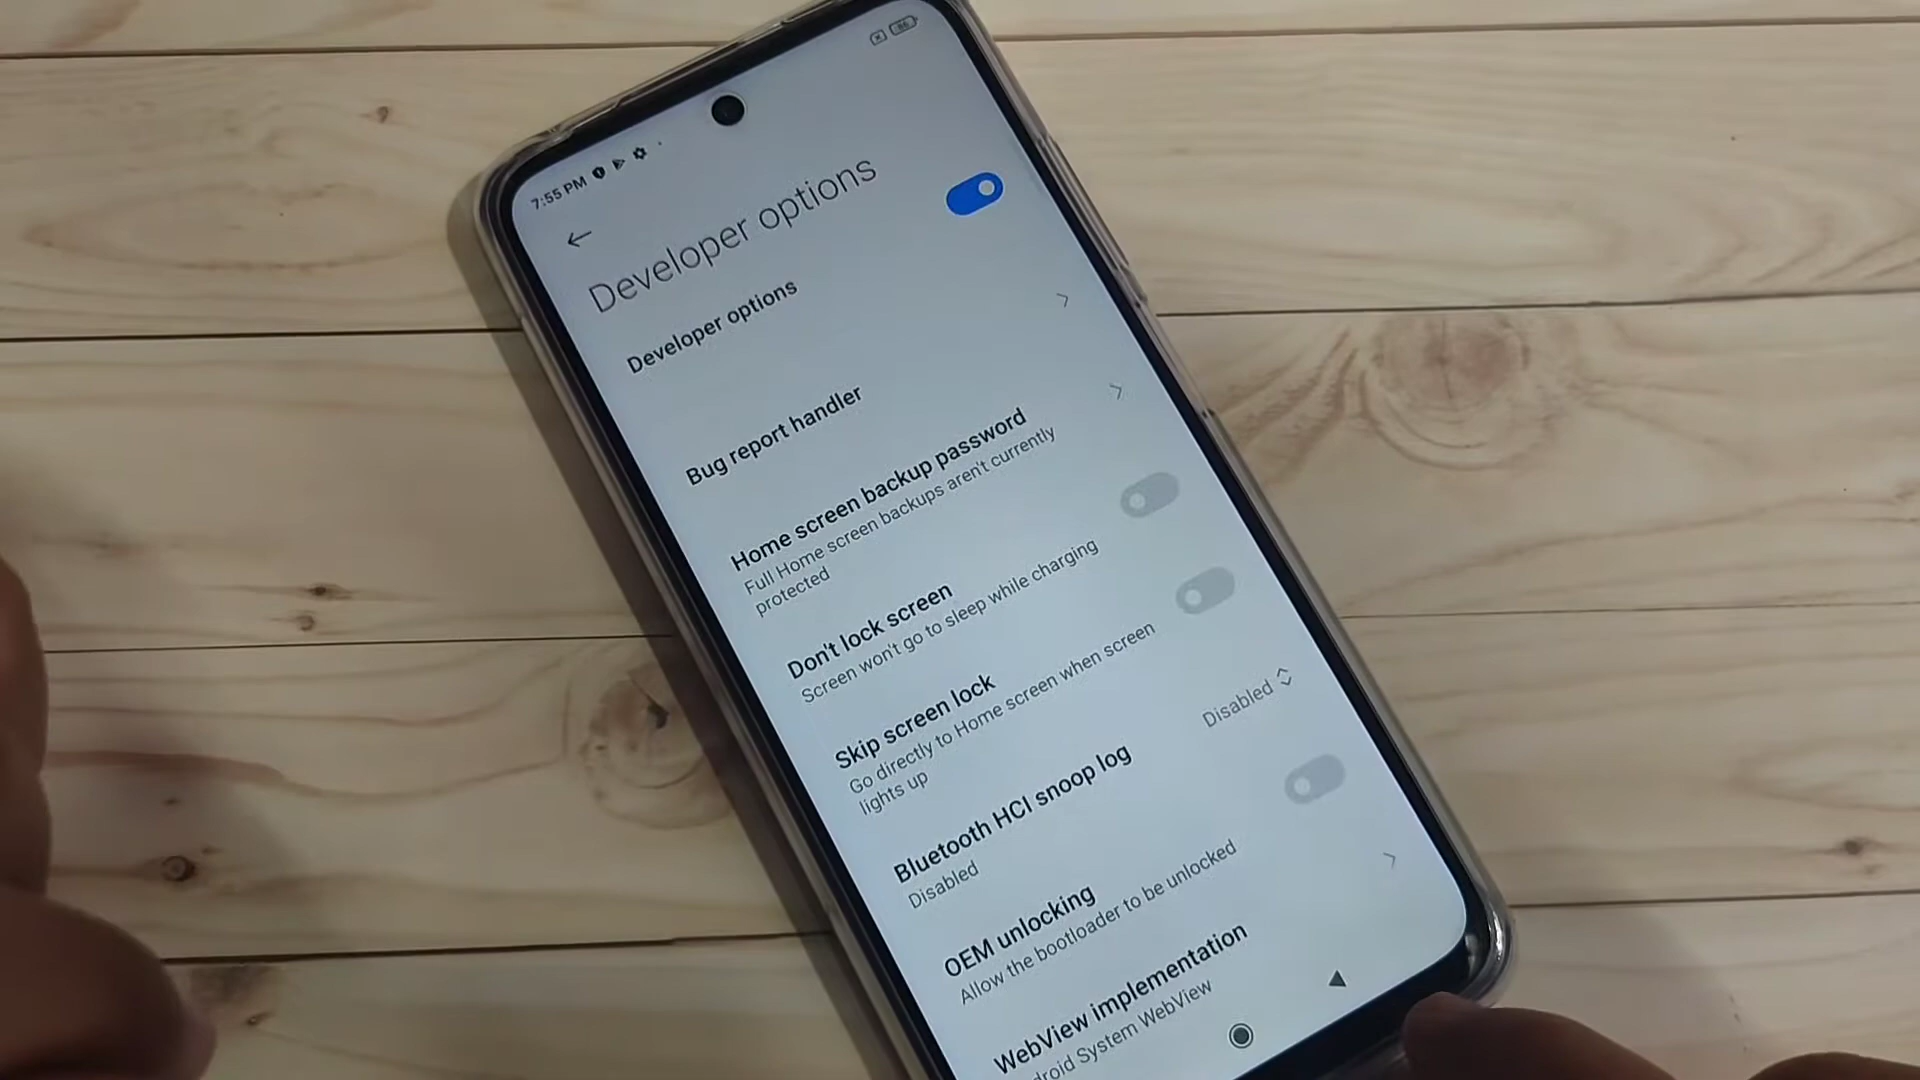 7:55 PM
86
Developer options
Developer options
Bug report handler
Home screen backup password
Full Home screen backups aren't currently
protected
Don't lock screen
Screen won't go to sleep while charging
Skip screen lock
Go directly to Home screen when screen
lights up
Bluetooth HCI snoop log
Disabled
Disabled
OEM unlocking
Allow the bootloader to be unlocked
WebView implementation
droid System WebView